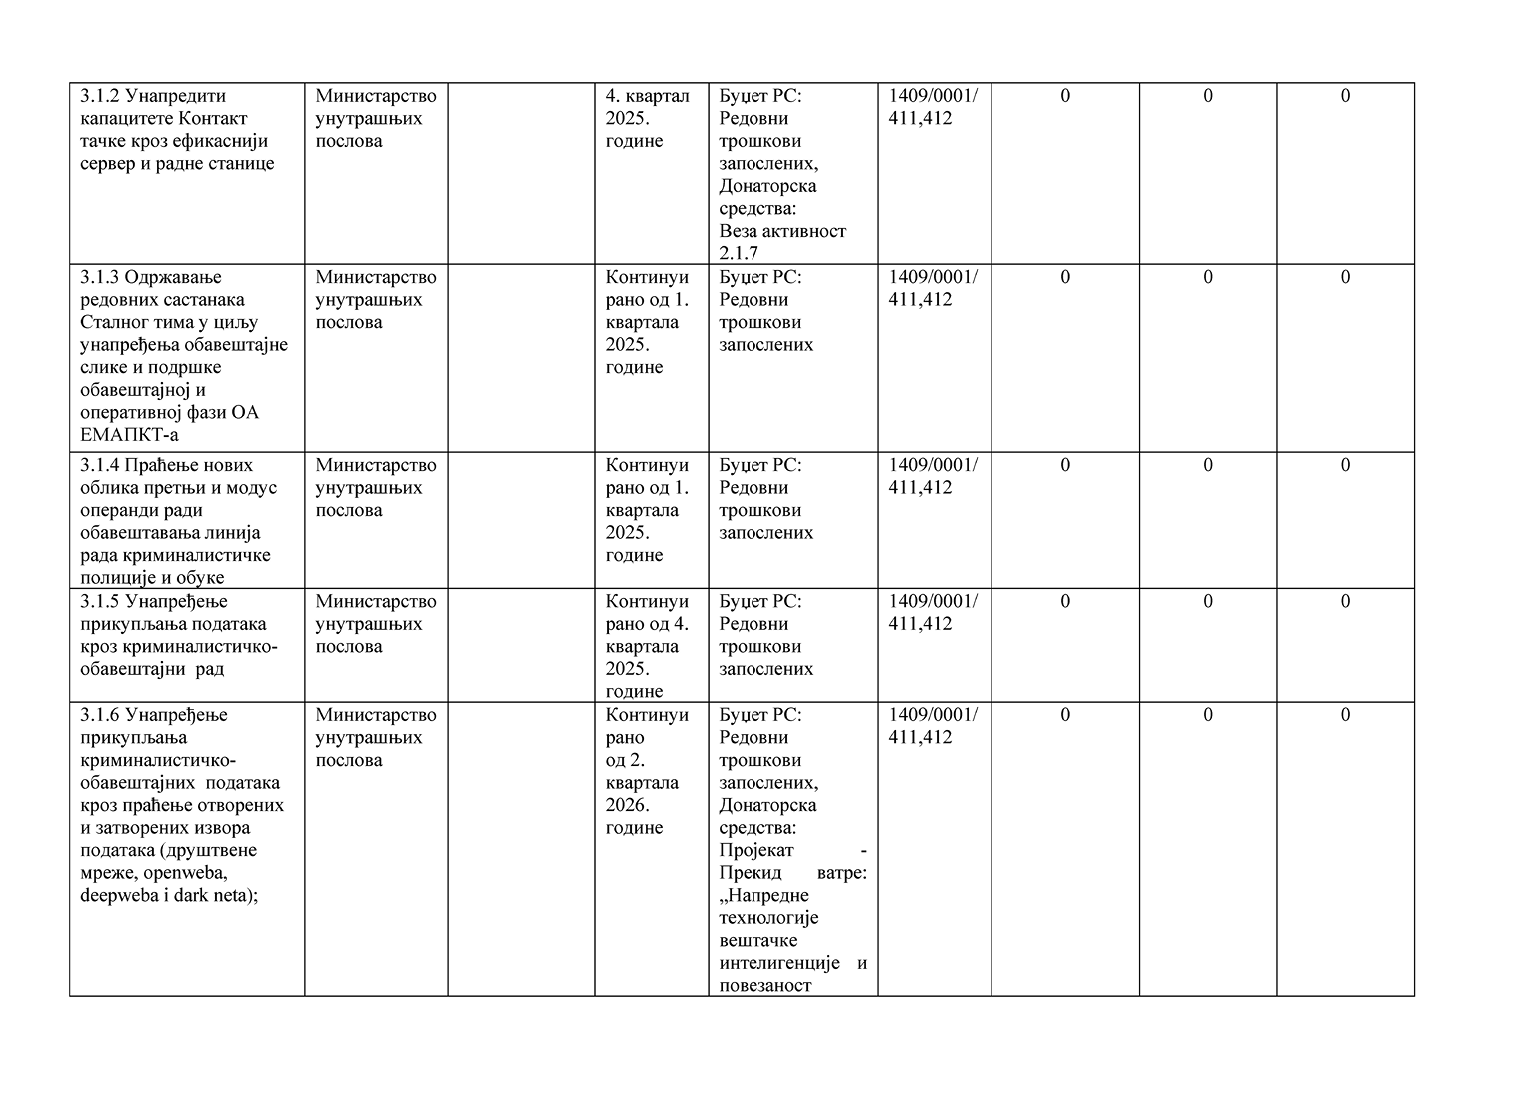 3.1.2 Унапредити
капацитете Контакт
тачке кроз ефикаснији
сервер и радне станице
Министарство
унутрашњих
послова
4. квартал
2025.
године
Буџет РС:
Редовни
трошкови
запослених,
Донаторска
средства:
Веза активност
2.1.7
1409/0001/
411,412
0
0
0
3.1.3 Одржавање
редовних састанака
Сталног тима у циљу
унапређења обавештајне
слике и подршке
обавештајној и
оперативној фази ОА
ЕМАПКТ-а
Министарство
унутрашњих
послова
Континуи
рано од 1.
квартала
2025.
године
Буџет РС:
Редовни
трошкови
запослених
1409/0001/
411,412
0
0
0
3.1.4 Праћење нових
облика претњи и модус
операнди ради
обавештавања линија
рада криминалистичке
полиције и обуке
Министарство
унутрашњих
послова
Континуи
рано од 1.
квартала
2025.
године
Буџет РС:
Редовни
трошкови
запослених
1409/0001/
411,412
0
0
0
3.1.5 Унапређење
прикупљања података
кроз криминалистичко-
обавештајни  рад
Министарство
унутрашњих
послова
Континуи
рано од 4.
квартала
2025.
године
Буџет РС:
Редовни
трошкови
запослених
1409/0001/
411,412
0
0
0
3.1.6 Унапређење
прикупљања
криминалистичко-
обавештајних  података
кроз праћење отворених
и затворених извора
података (друштвене
мреже, openweba,
deepweba i dark neta);
Министарство
унутрашњих
послова
Континуи
рано
од 2.
квартала
2026.
године
Буџет РС:
Редовни
трошкови
запослених,
Донаторска
средства:
Пројекат -
Прекид ватре:
„Напредне
технологије
вештачке
интелигенције и
повезаност
1409/0001/
411,412
0
0
0